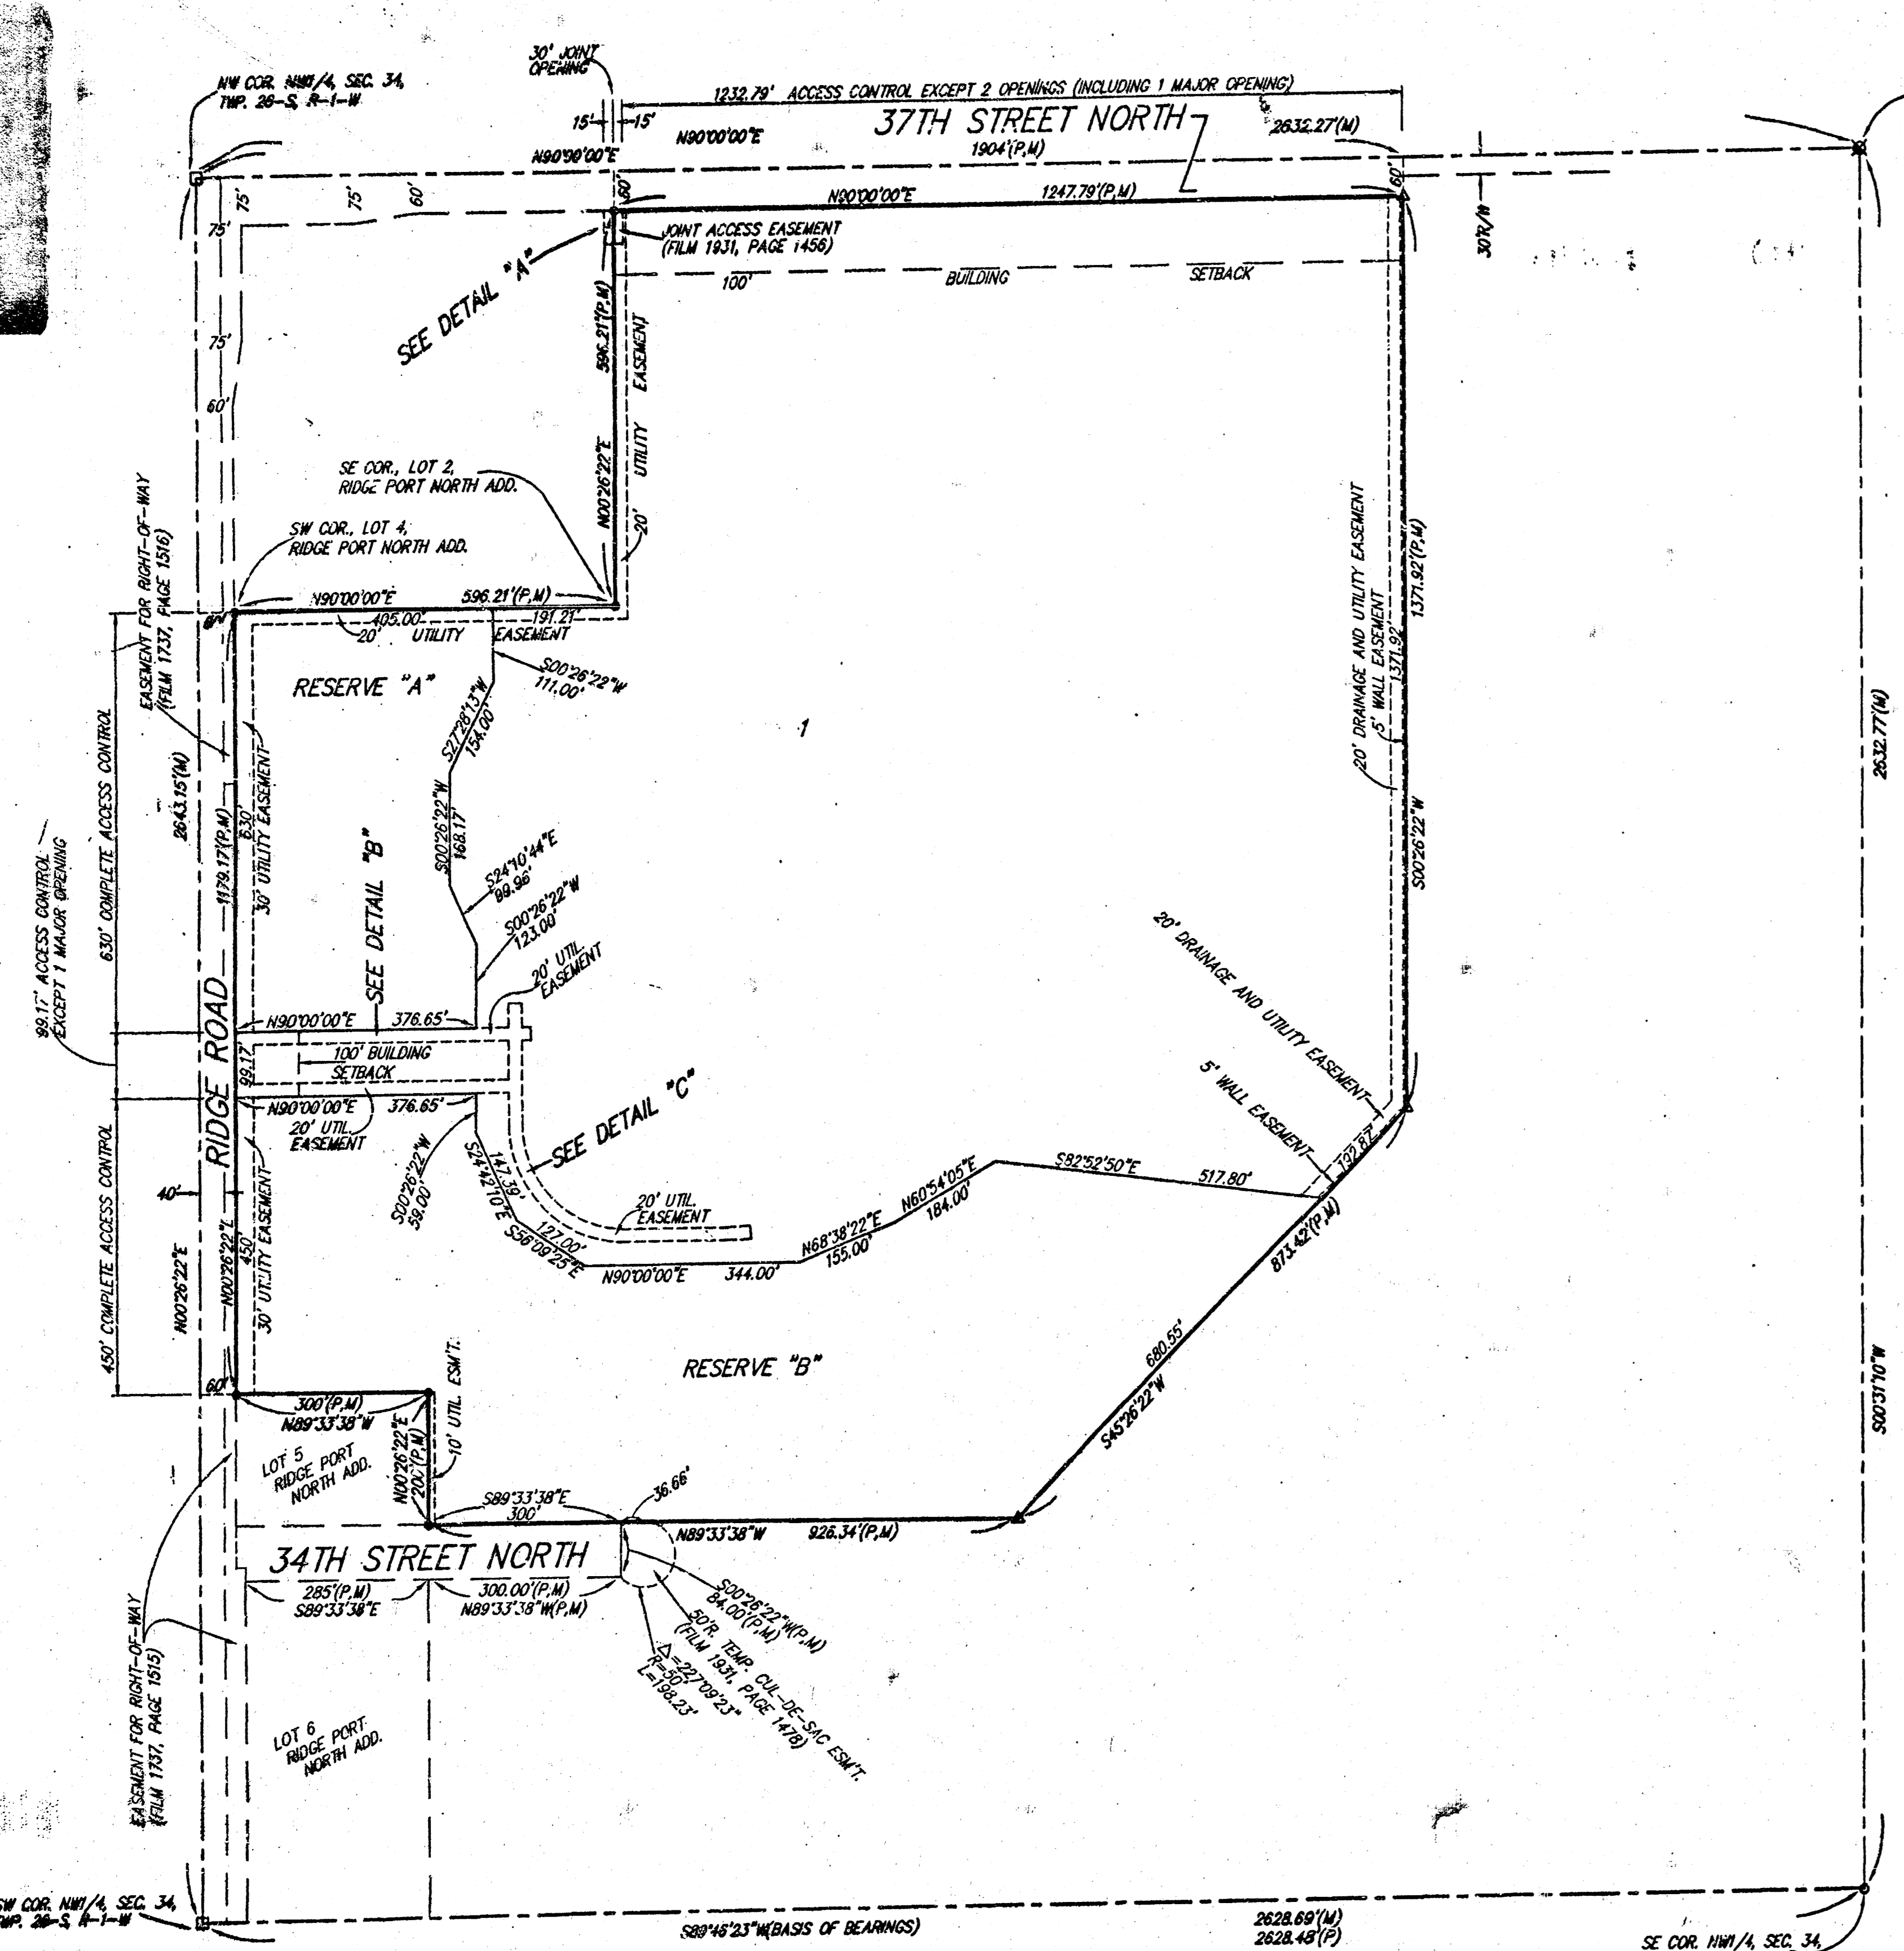 30' JOINT
OPENING
NW COR. NW1/4, SEC. 34,
TWP. 26-S, R-1-W
1232.79' ACCESS CONTROL EXCEPT 2 OPENINGS (INCLUDING 1 MAJOR OPENING)
15'
15'
N90°00'00"E
37TH STREET NORTH
2632.27'(M)
N90°00'00"E
1904'(P,M)
75'
75'
60'
60'
60'
N90°00'00"E
1247.79'(P,M)
30'R/W
75'
JOINT ACCESS EASEMENT
(FILM 1931, PAGE 1456)
SEE DETAIL "A"
100'
BUILDING
SETBACK
596.21'(P,M)
N00°26'22"E
20' UTILITY EASEMENT
75'
60'
SE COR., LOT 2,
RIDGE PORT NORTH ADD.
SW COR., LOT 4,
RIDGE PORT NORTH ADD.
EASEMENT FOR RIGHT-OF-WAY
(FILM 1737, PAGE 1516)
N90°00'00"E
596.21'(P,M)
405.00'
191.21'
20' UTILITY EASEMENT
RESERVE "A"
S00°26'22"W
111.00'
S27°28'13"W
154.00'
1
20' DRAINAGE AND UTILITY EASEMENT
5' WALL EASEMENT
1371.92'
1371.92'(P,M)
S00°26'22"W
2632.77'(M)
630' COMPLETE ACCESS CONTROL
2643.15'(M)
1179.17'(P,M)
630'
30' UTILITY EASEMENT
SEE DETAIL "B"
S00°26'22"W
168.17'
S24°10'44"E
99.96'
S00°26'22"W
123.00'
20' UTIL.
EASEMENT
99.17' ACCESS CONTROL
EXCEPT 1 MAJOR OPENING
RIDGE ROAD
N90°00'00"E
376.65'
99.17'
100' BUILDING
SETBACK
N90°00'00"E
376.65'
20' UTIL.
EASEMENT
SEE DETAIL "C"
20' DRAINAGE AND UTILITY EASEMENT
5' WALL EASEMENT
192.87'
450' COMPLETE ACCESS CONTROL
40'
N00°26'22"E
N00°26'22"E
450'
30' UTILITY EASEMENT
S00°26'22"W
59.00'
147.39'
S24°42'10"E
127.00'
S56°09'25"E
20' UTIL.
EASEMENT
N90°00'00"E
344.00'
N68°38'22"E
155.00'
N60°54'05"E
184.00'
S82°52'50"E
517.80'
873.42'(P,M)
680.55'
S45°26'22"W
RESERVE "B"
S00°31'10"W
60'
300'(P,M)
N89°33'38"W
N00°26'22"E
200'(P,M)
10' UTIL. ESM'T.
LOT 5
RIDGE PORT
NORTH ADD.
S89°33'38"E
300'
36.66'
N89°33'38"W
926.34'(P,M)
34TH STREET NORTH
285'(P,M)
S89°33'38"E
300.00'(P,M)
N89°33'38"W(P,M)
S00°26'22"W(P,M)
84.00'(P,M)
50'R. TEMP. CUL-DE-SAC ESM'T.
(FILM 1931, PAGE 1478)
△=227°09'23"
R=50'
L=198.23'
EASEMENT FOR RIGHT-OF-WAY
(FILM 1737, PAGE 1515)
LOT 6
RIDGE PORT
NORTH ADD.
SW COR. NW1/4, SEC. 34,
TWP. 26-S, R-1-W
S89°46'23"W(BASIS OF BEARINGS)
2628.69'(M)
2628.48'(P)
SE COR. NW1/4, SEC. 34,